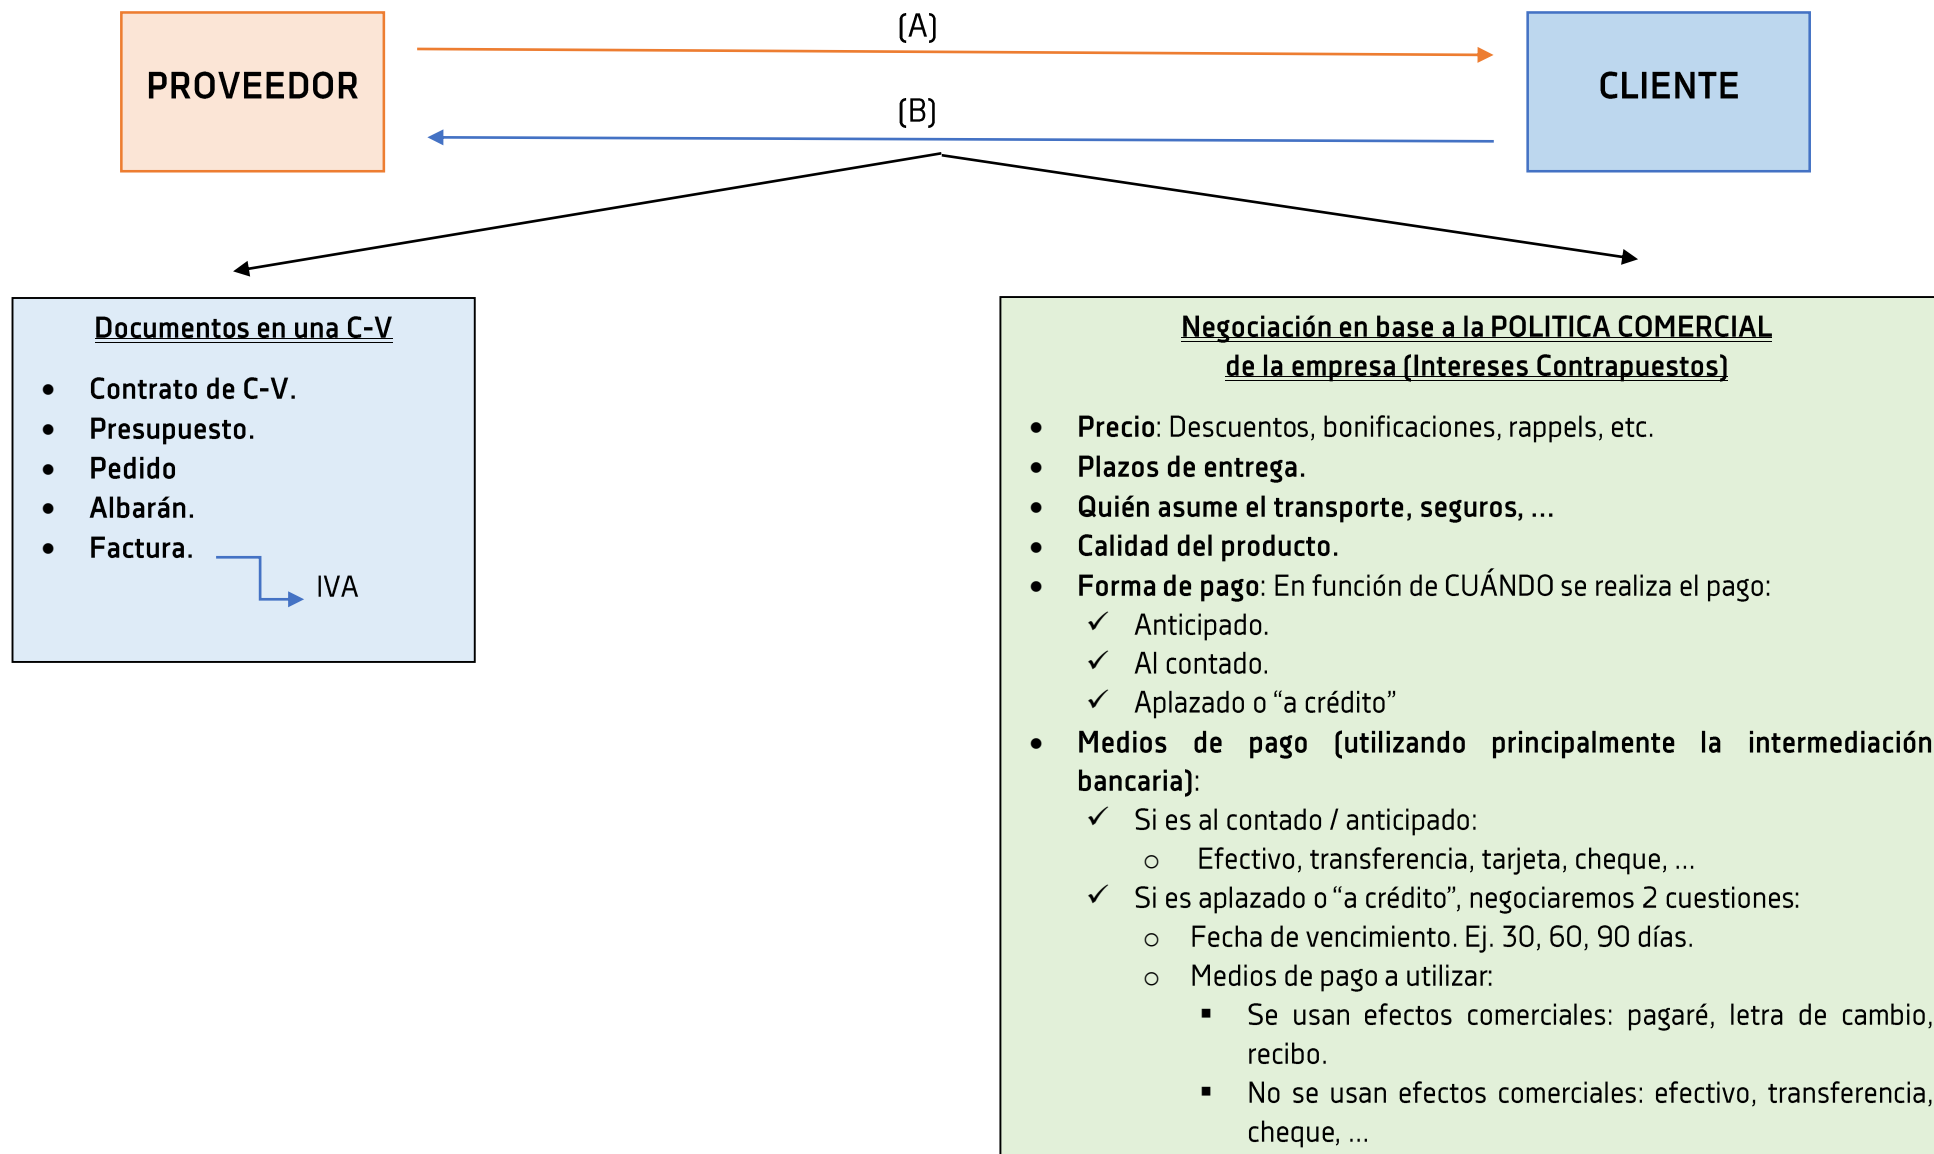 (A)
PROVEEDOR
CLIENTE
(B)
Documentos en una C-V
• Contrato de C-V.
• Presupuesto.
• Pedido
• Albarán.
• Factura.
IVA
Negociación en base a la POLITICA COMERCIAL
de la empresa (Intereses Contrapuestos)
• Precio: Descuentos, bonificaciones, rappels, etc.
• Plazos de entrega.
• Quién asume el transporte, seguros, ...
• Calidad del producto.
• Forma de pago: En función de CUÁNDO se realiza el pago:
✓ Anticipado.
✓ Al contado.
✓ Aplazado o “a crédito”
• Medios de pago (utilizando principalmente la intermediación
bancaria):
✓ Si es al contado / anticipado:
o Efectivo, transferencia, tarjeta, cheque, ...
✓ Si es aplazado o “a crédito”, negociaremos 2 cuestiones:
o Fecha de vencimiento. Ej. 30, 60, 90 días.
o Medios de pago a utilizar:
▪ Se usan efectos comerciales: pagaré, letra de cambio,
recibo.
▪ No se usan efectos comerciales: efectivo, transferencia,
cheque, ...